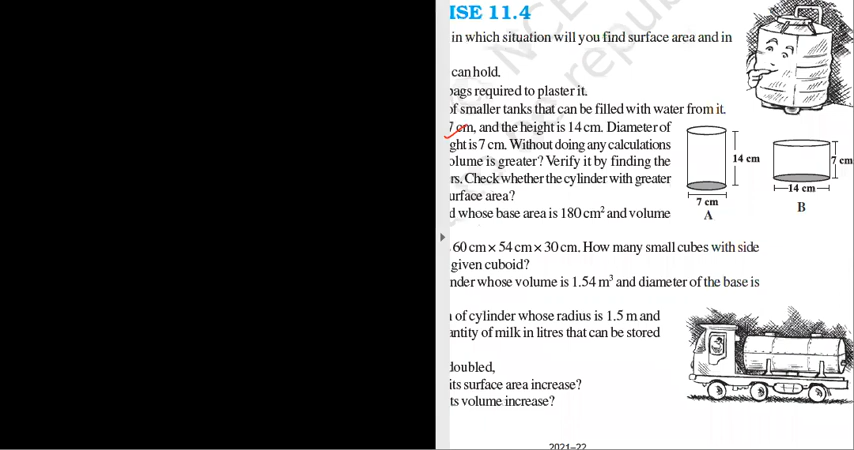 ISE 11.4
in which situation will you find surface area and in
can hold.
bags required to plaster it.
of smaller tanks that can be filled with water from it.
7 cm, and the height is 14 cm. Diameter of
ght is 7 cm. Without doing any calculations
olume is greater? Verify it by finding the
rs. Check whether the cylinder with greater
urface area?
14 cm
7 cm
7 cm
A
14 cm
B
d whose base area is 180 cm² and volume
60 cm × 54 cm × 30 cm. How many small cubes with side
given cuboid?
nder whose volume is 1.54 m³ and diameter of the base is
of cylinder whose radius is 1.5 m and
antity of milk in litres that can be stored
doubled,
its surface area increase?
ts volume increase?
2021–22